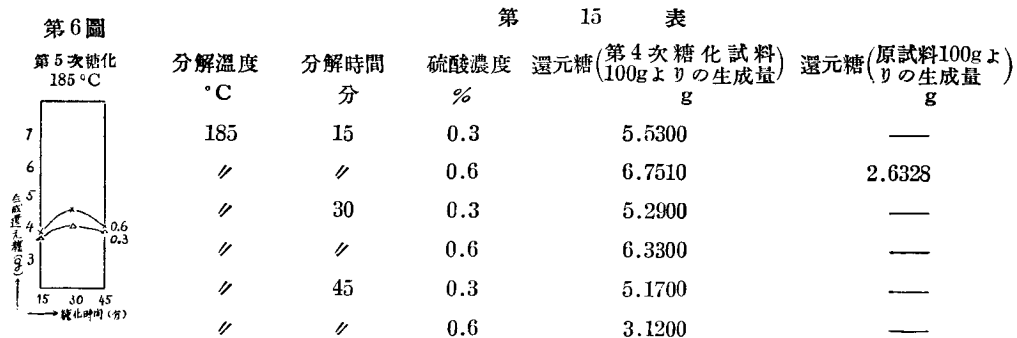 第6圖
第5次糖化
185°C
7
6
5
4
3
0.6
0.3
15 30 45
糖化時間(分)
生成還元糖(g)
第 15 表
分解溫度 分解時間 硫酸濃度 還元糖(第4次糖化試料100gよりの生成量) 還元糖(原試料100gよりの生成量)
°C 分 % g g
185 15 0.3 5.5300 —
〃 〃 0.6 6.7510 2.6328
〃 30 0.3 5.2900 —
〃 〃 0.6 6.3300 —
〃 45 0.3 5.1700 —
〃 〃 0.6 3.1200 —